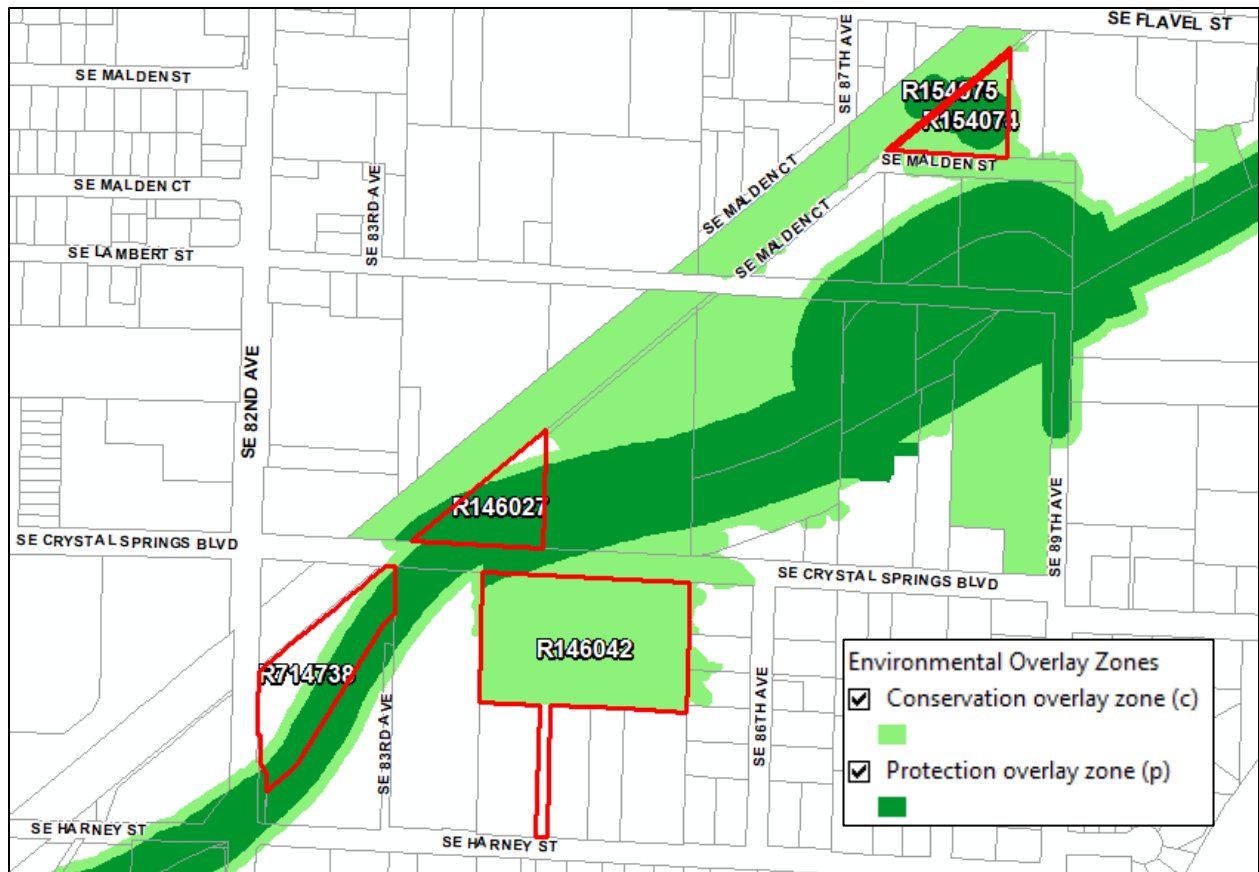 SE FLAVEL ST
SE MALDEN ST
SE 87TH AVE
R154075
R154074
SE MALDEN ST
SE MALDEN CT
SE 83RD AVE
SE MALDEN CT
SE MALDEN CT
SE LAMBERT ST
SE 82ND AVE
R146027
SE 89TH AVE
SE CRYSTAL SPRINGS BLVD
SE CRYSTAL SPRINGS BLVD
R146042
R714738
SE 83RD AVE
SE 86TH AVE
SE HARNEY ST
SE HARNEY ST
Environmental Overlay Zones
Conservation overlay zone (c)
Protection overlay zone (p)